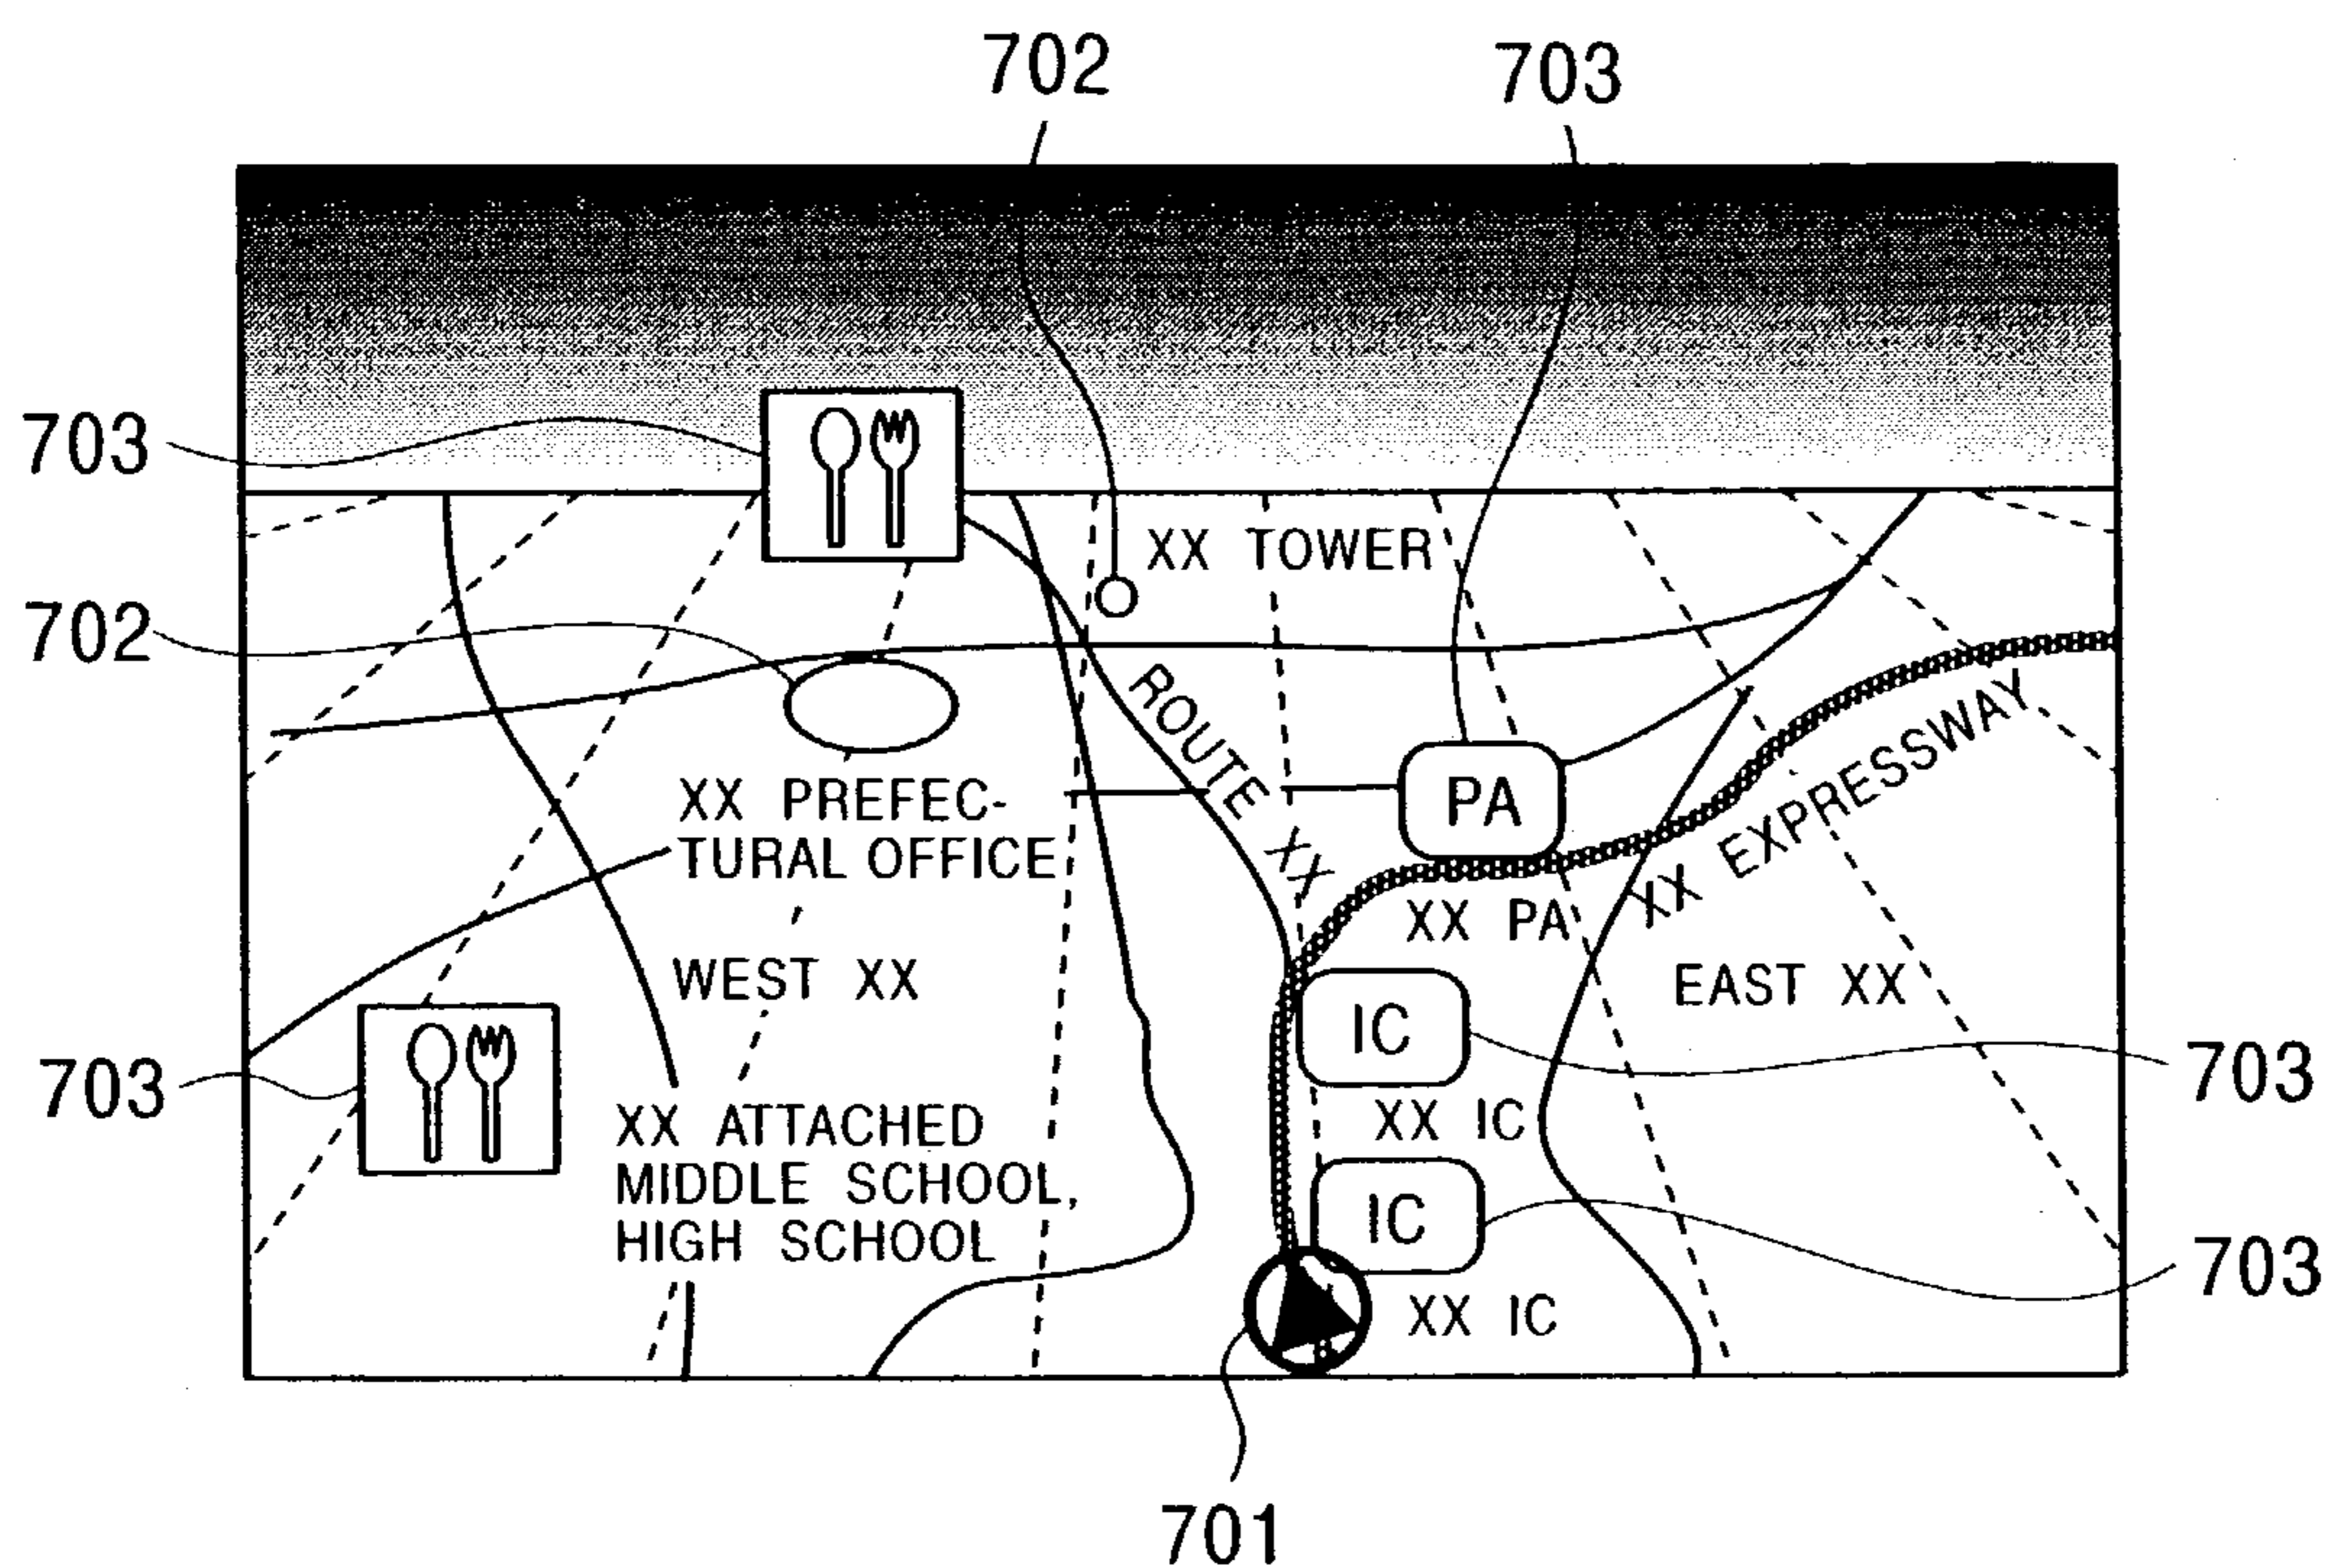 702
703
703
XX TOWER
702
ROUTE XX
XX EXPRESSWAY
PA
XX PREFEC-
TURAL OFFICE
XX PA
WEST XX
EAST XX
IC
703
703
XX IC
XX ATTACHED
MIDDLE SCHOOL,
HIGH SCHOOL
IC
703
XX IC
701